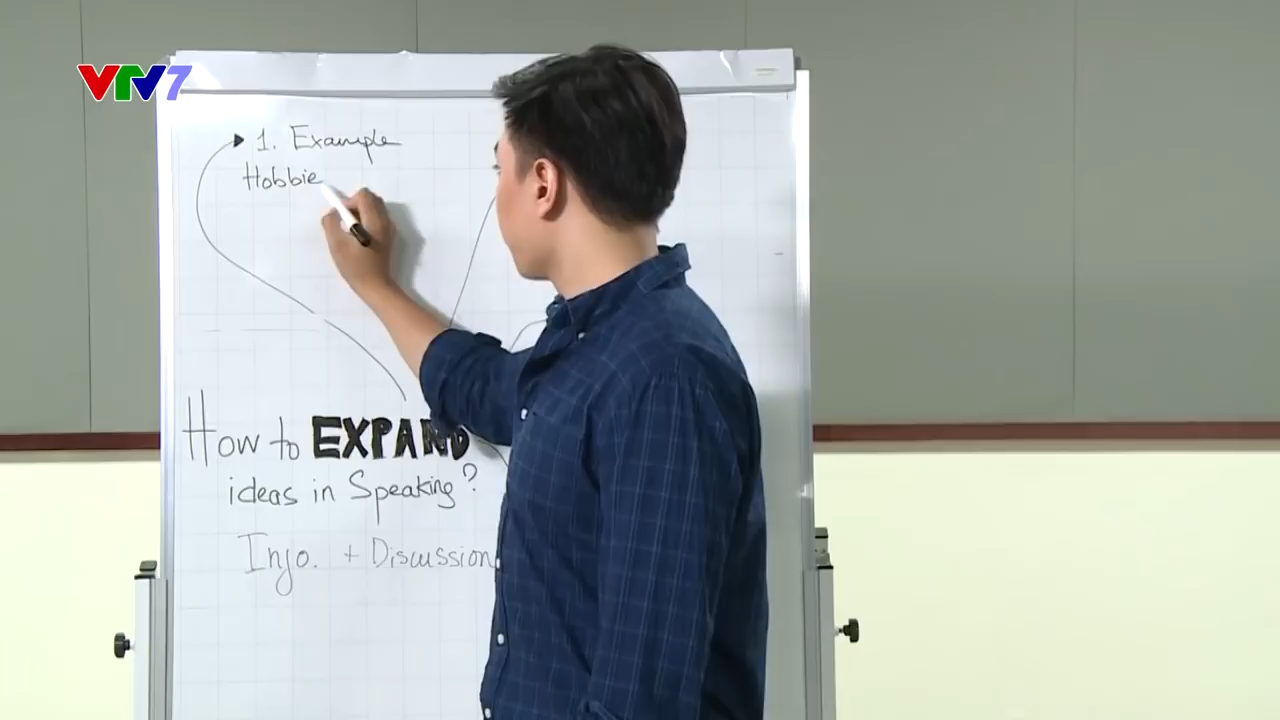 VTV7
1. Example
Hobbie
How to EXPAND
ideas in Speaking?
Info. + Discussion